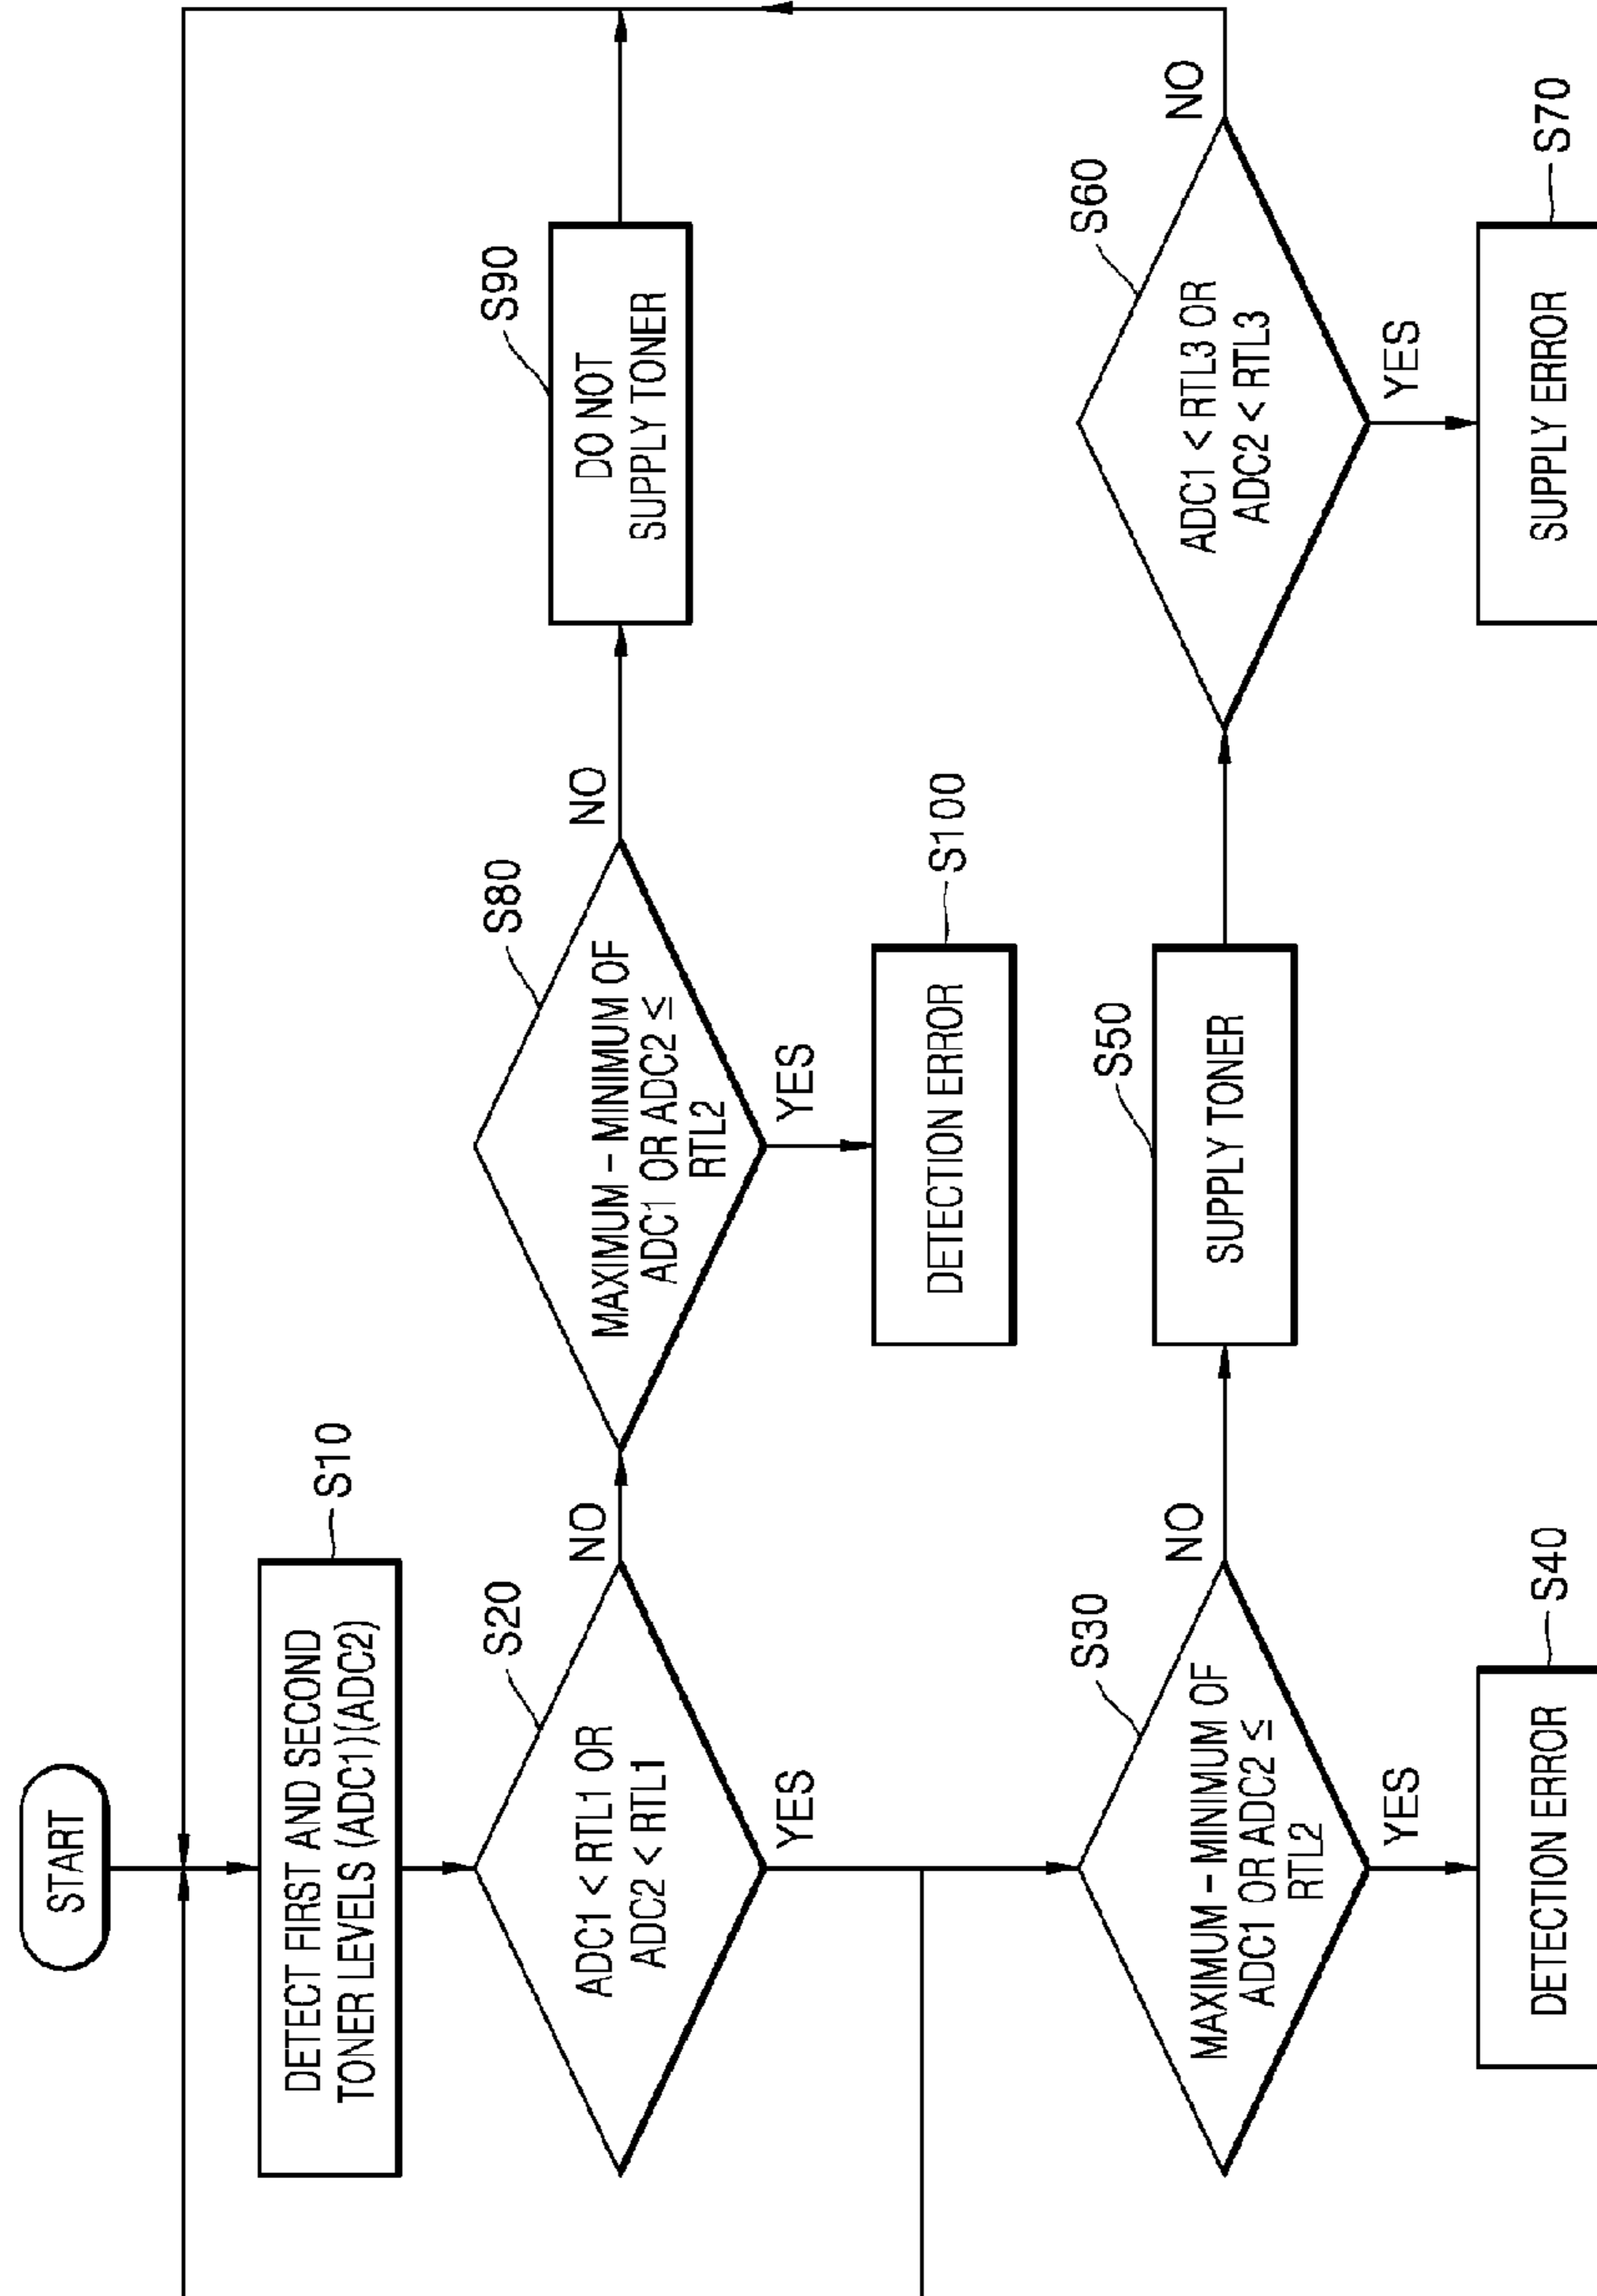 START
DETECT FIRST AND SECOND
TONER LEVELS (ADC1)(ADC2)
S10
ADC1 < RTL1 OR
ADC2 < RTL1
S20
NO
YES
MAXIMUM – MINIMUM OF
ADC1 OR ADC2 ≤
RTL2
S80
NO
YES
DO NOT
SUPPLY TONER
S90
DETECTION ERROR
S100
MAXIMUM – MINIMUM OF
ADC1 OR ADC2 ≤
RTL2
S30
NO
YES
SUPPLY TONER
S50
ADC1 < RTL3 OR
ADC2 < RTL3
S60
NO
YES
DETECTION ERROR
S40
SUPPLY ERROR
S70